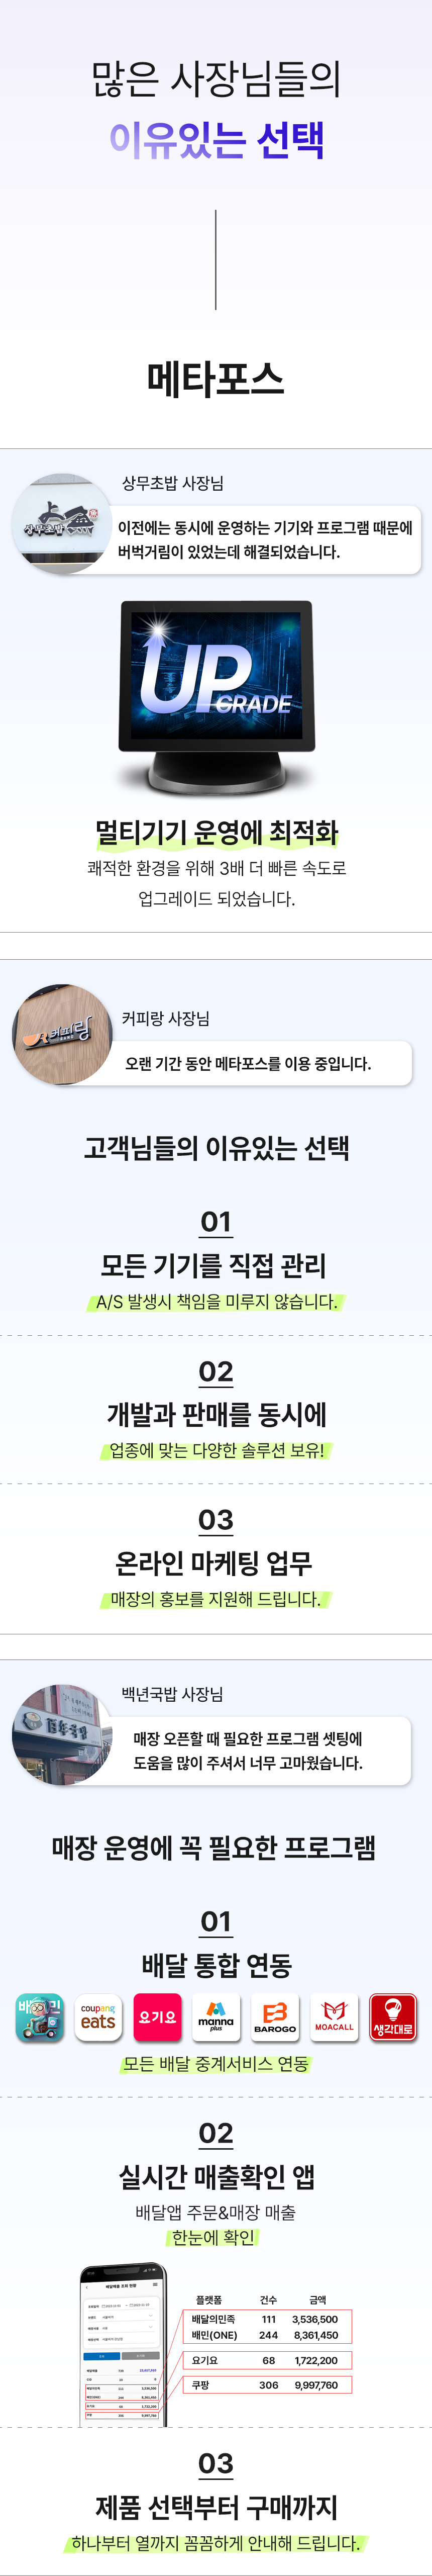 많은 사장님들의
이유있는 선택
메타포스
상무초밥 사장님
상무초밥
이전에는 동시에 운영하는 기기와 프로그램 때문에
버벅거림이 있었는데 해결되었습니다.
UP
GRADE
멀티기기 운영에 최적화
쾌적한 환경을 위해 3배 더 빠른 속도로
업그레이드 되었습니다.
커피랑 사장님
커피랑
오랜 기간 동안 메타포스를 이용 중입니다.
고객님들의 이유있는 선택
01
모든 기기를 직접 관리
A/S 발생시 책임을 미루지 않습니다.
02
개발과 판매를 동시에
업종에 맞는 다양한 솔루션 보유!
03
온라인 마케팅 업무
매장의 홍보를 지원해 드립니다.
백년국밥 사장님
매장 오픈할 때 필요한 프로그램 셋팅에
도움을 많이 주셔서 너무 고마웠습니다.
매장 운영에 꼭 필요한 프로그램
01
배달 통합 연동
배민
coupang
eats
요기요
manna
plus
BAROGO
MOACALL
생각대로
모든 배달 중계서비스 연동
02
실시간 매출확인 앱
배달앱 주문&매장 매출
한눈에 확인
배달매출 조회 현황
플랫폼 건수 금액
배달의민족 111 3,536,500
배민(ONE) 244 8,361,450
요기요 68 1,722,200
쿠팡 306 9,997,760
03
제품 선택부터 구매까지
하나부터 열까지 꼼꼼하게 안내해 드립니다.